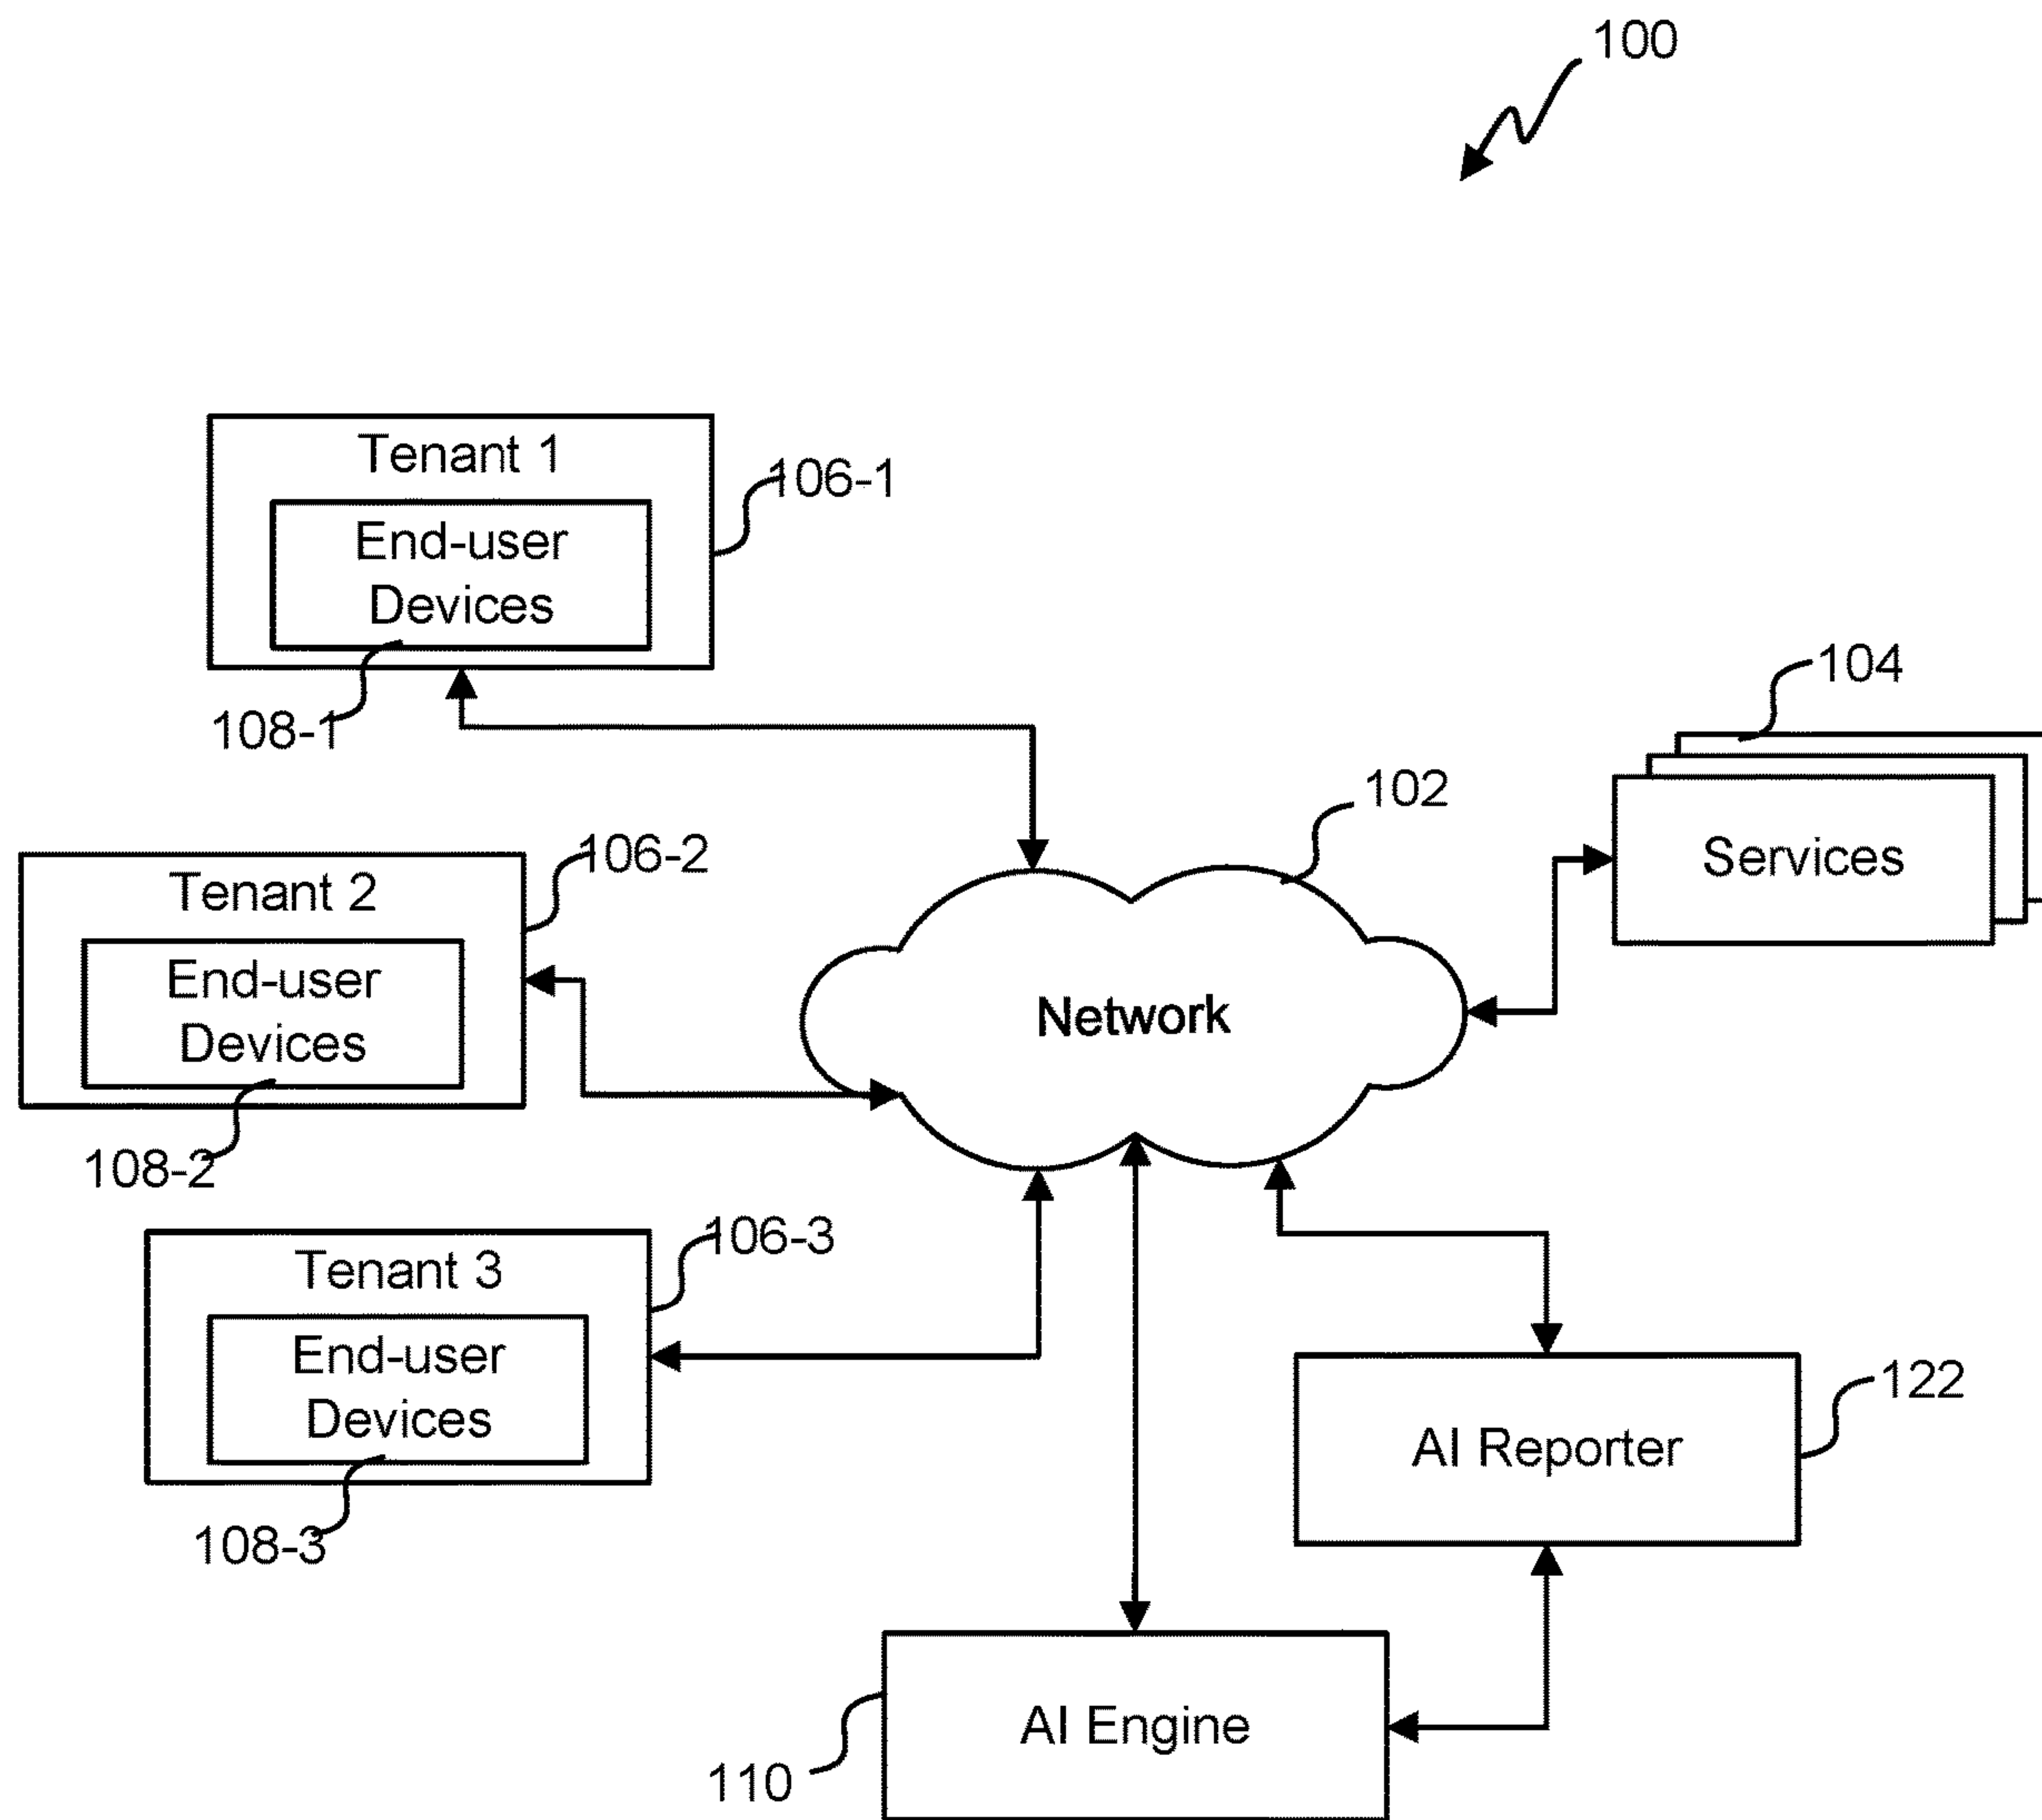 100
Tenant 1
106-1
End-user
Devices
108-1
104
102
Services
Tenant 2
106-2
End-user
Devices
108-2
Network
Tenant 3
106-3
End-user
Devices
108-3
122
AI Reporter
AI Engine
110